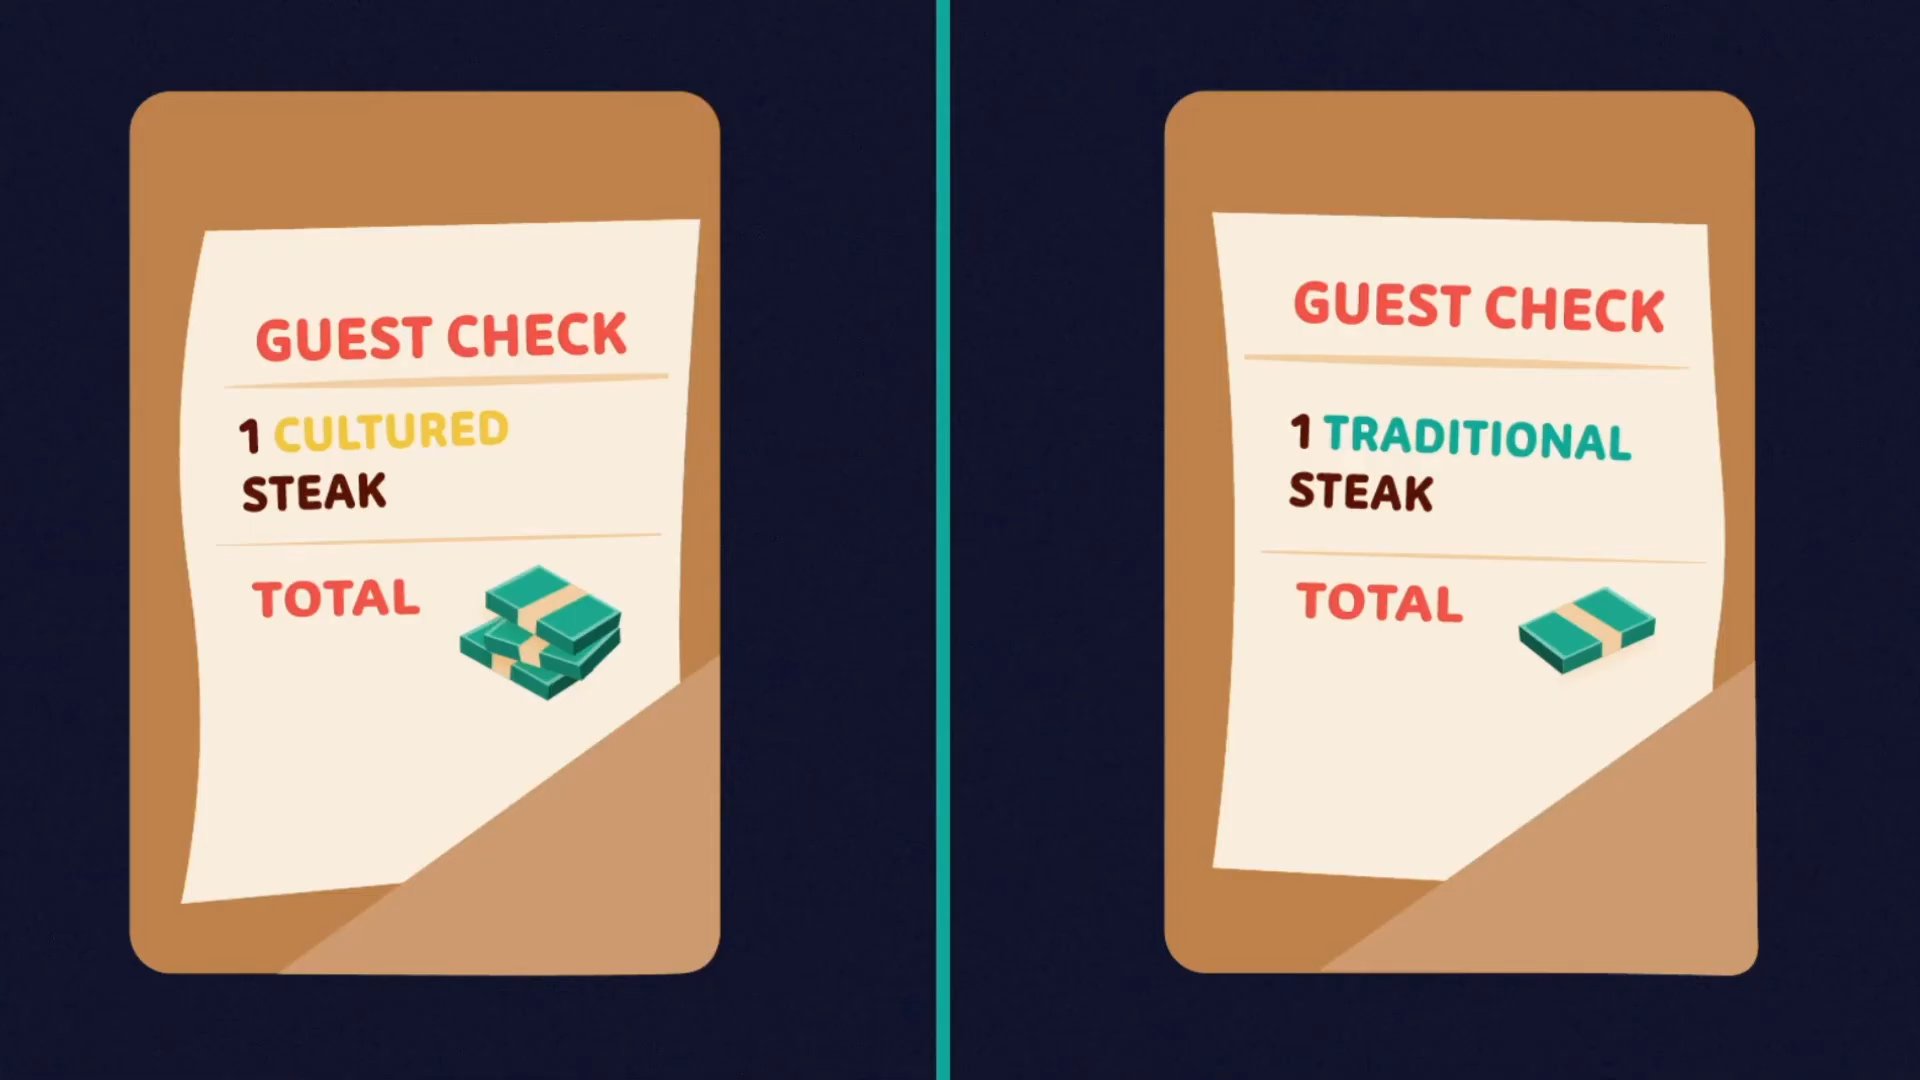 GUEST CHECK
1 CULTURED
STEAK
TOTAL
GUEST CHECK
1 TRADITIONAL
STEAK
TOTAL